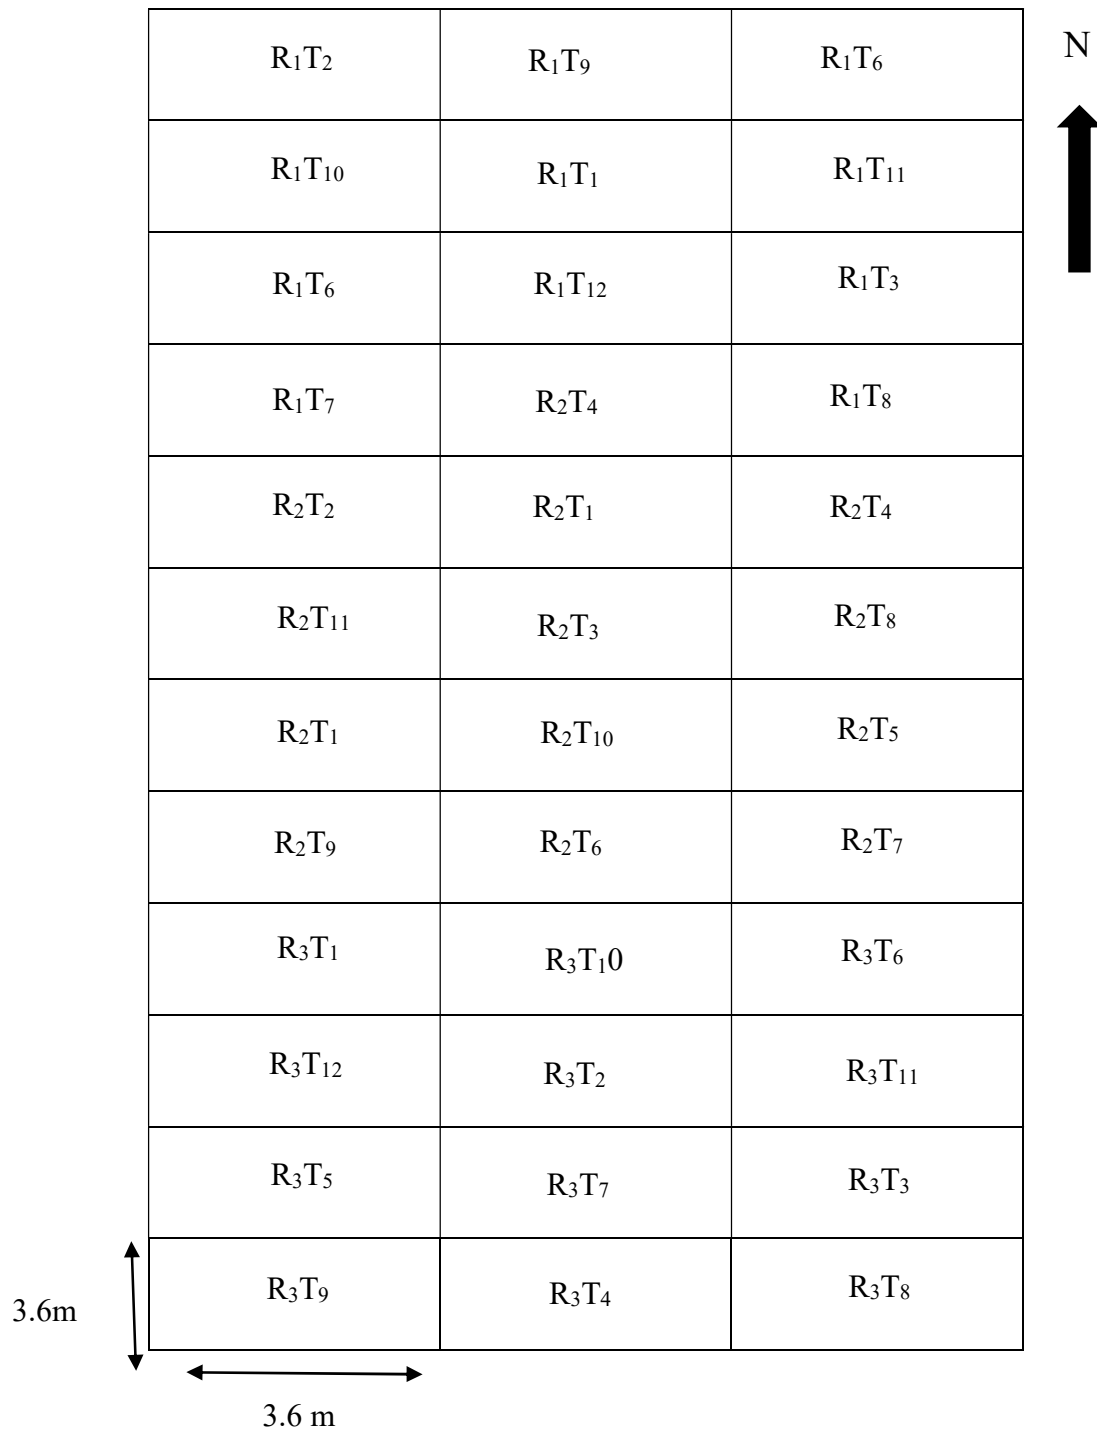 R₁T₂ R₁T₉ R₁T₆ N
R₁T₁₀ R₁T₁ R₁T₁₁
R₁T₆ R₁T₁₂ R₁T₃
R₁T₇ R₂T₄ R₁T₈
R₂T₂ R₂T₁ R₂T₄
R₂T₁₁ R₂T₃ R₂T₈
R₂T₁ R₂T₁₀ R₂T₅
R₂T₉ R₂T₆ R₂T₇
R₃T₁ R₃T₁0 R₃T₆
R₃T₁₂ R₃T₂ R₃T₁₁
R₃T₅ R₃T₇ R₃T₃
3.6m R₃T₉ R₃T₄ R₃T₈
3.6 m